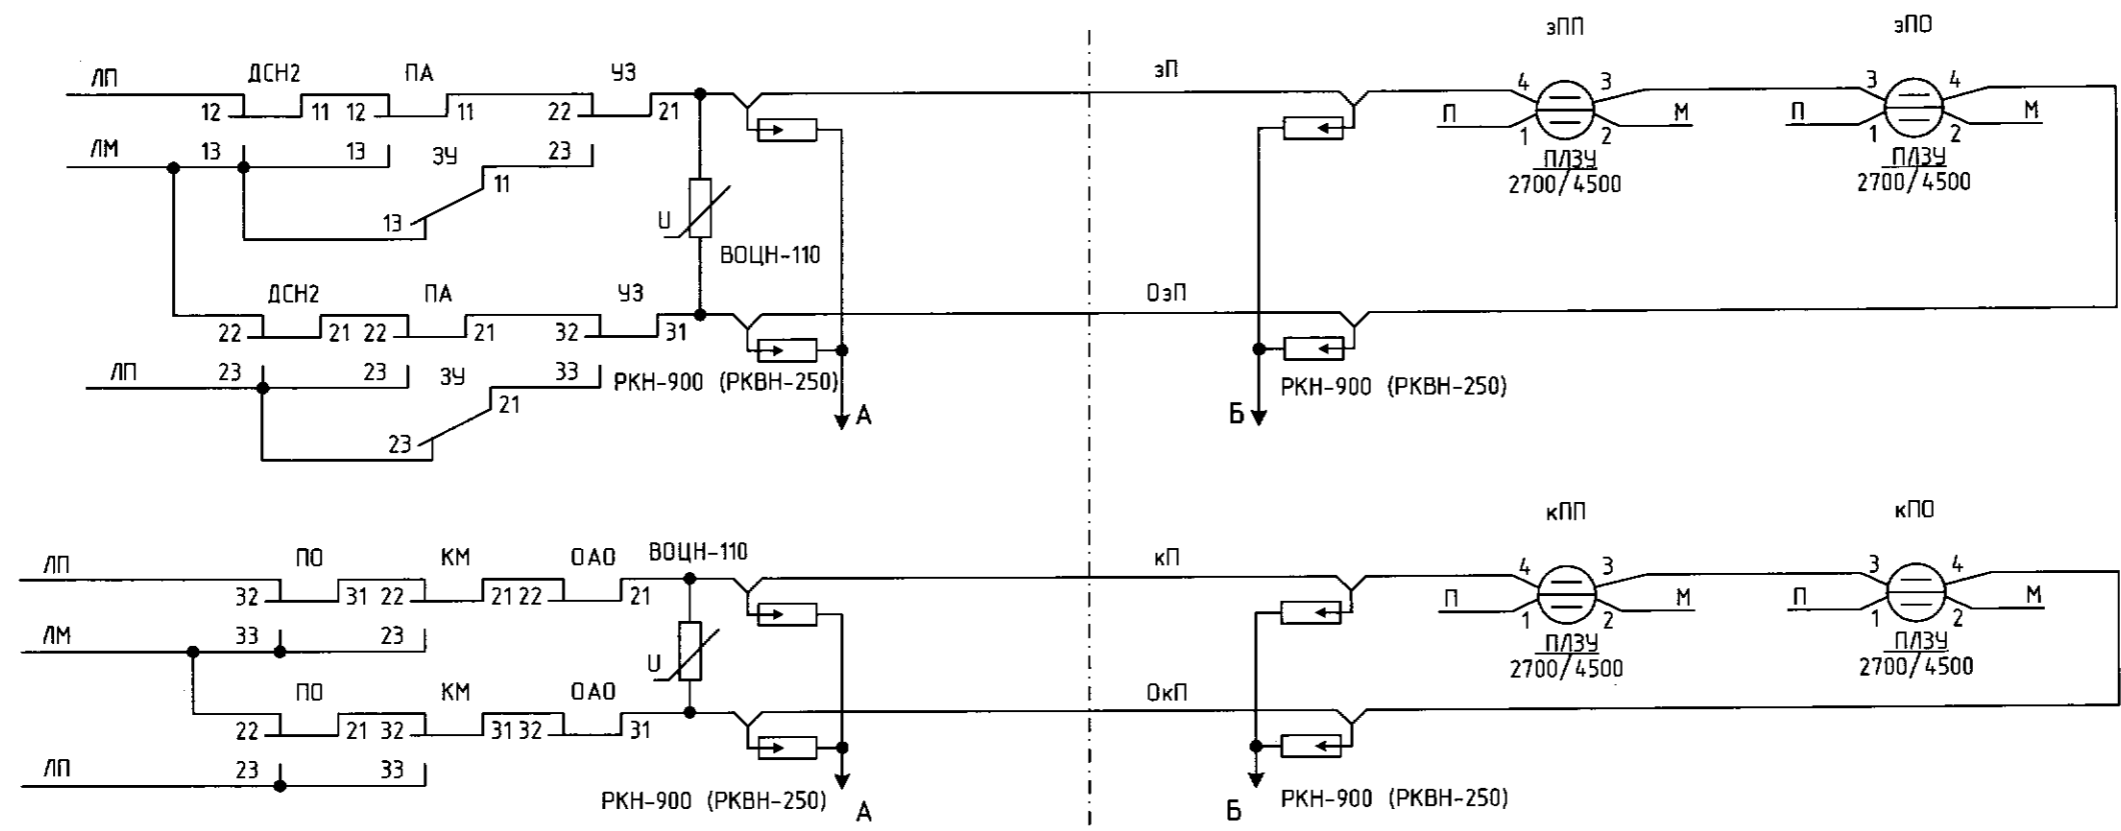 зПП зПО
ЛП ДСН2 ПА УЗ зП 4 3 3 4
12 11 12 11 22 21 П М П М
1 2 1 2
ЛМ 13 13 ЗУ 23 ПЛЗУ ПЛЗУ
11 2700/4500 2700/4500
13 U
ВОЦН-110
ДСН2 ПА УЗ ОзП
22 21 22 21 32 31
ЛП 23 23 ЗУ 33 РКН-900 (РКВН-250) РКН-900 (РКВН-250)
21 А Б
23
кПП кПО
ЛП ПО КМ ОАО ВОЦН-110 кП 4 3 3 4
32 31 22 21 22 21 П М П М
1 2 1 2
ЛМ 33 23 U ПЛЗУ ПЛЗУ
2700/4500 2700/4500
ПО КМ ОАО ОкП
22 21 32 31 32 31
ЛП 23 33
РКН-900 (РКВН-250) А Б РКН-900 (РКВН-250)